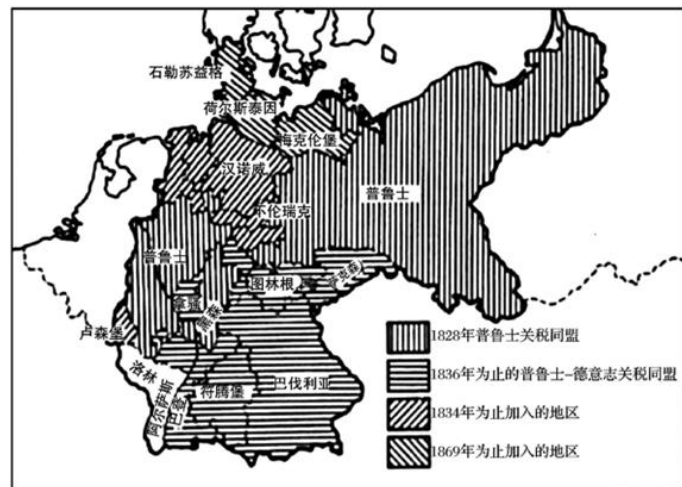 石勒苏益格
荷尔斯泰因
梅克伦堡
汉诺威
不伦瑞克
普鲁士
普鲁士
图林根
萨克森
拿骚
黑森
卢森堡
洛林
阿尔萨斯
巴登
符腾堡
巴伐利亚
1828年普鲁士关税同盟
1836年为止的普鲁士-德意志关税同盟
1834年为止加入的地区
1869年为止加入的地区